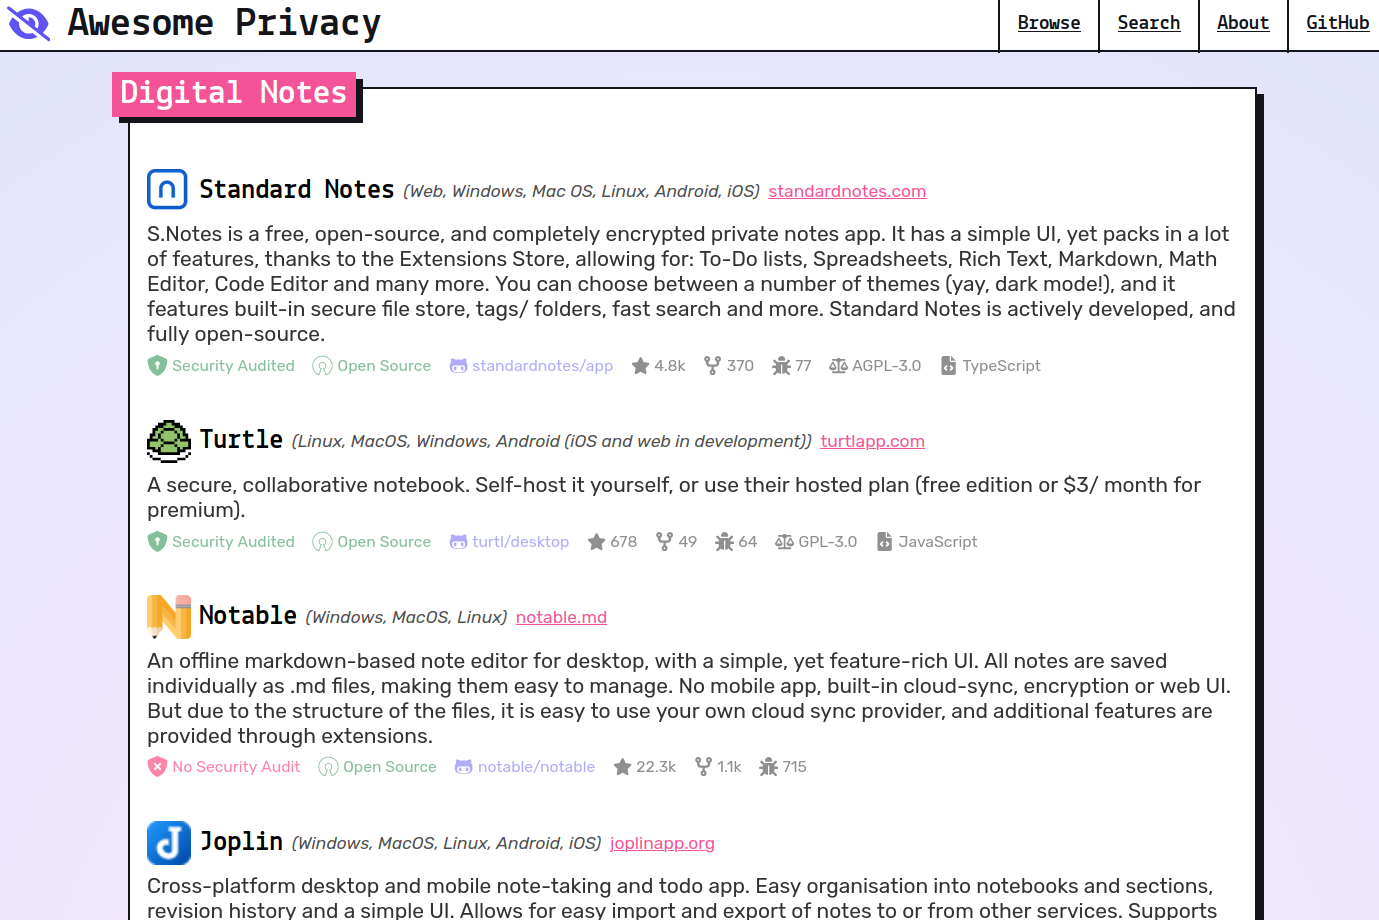 Awesome Privacy
Browse
Search
About
GitHub
Digital Notes
Standard Notes (Web, Windows, Mac OS, Linux, Android, iOS) standardnotes.com
S.Notes is a free, open-source, and completely encrypted private notes app. It has a simple UI, yet packs in a lot
of features, thanks to the Extensions Store, allowing for: To-Do lists, Spreadsheets, Rich Text, Markdown, Math
Editor, Code Editor and many more. You can choose between a number of themes (yay, dark mode!), and it
features built-in secure file store, tags/ folders, fast search and more. Standard Notes is actively developed, and
fully open-source.
Security Audited Open Source standardnotes/app 4.8k 370 77 AGPL-3.0 TypeScript
Turtle (Linux, MacOS, Windows, Android (iOS and web in development)) turtlapp.com
A secure, collaborative notebook. Self-host it yourself, or use their hosted plan (free edition or $3/ month for
premium).
Security Audited Open Source turtl/desktop 678 49 64 GPL-3.0 JavaScript
Notable (Windows, MacOS, Linux) notable.md
An offline markdown-based note editor for desktop, with a simple, yet feature-rich UI. All notes are saved
individually as .md files, making them easy to manage. No mobile app, built-in cloud-sync, encryption or web UI.
But due to the structure of the files, it is easy to use your own cloud sync provider, and additional features are
provided through extensions.
No Security Audit Open Source notable/notable 22.3k 1.1k 715
Joplin (Windows, MacOS, Linux, Android, iOS) joplinapp.org
Cross-platform desktop and mobile note-taking and todo app. Easy organisation into notebooks and sections,
revision history and a simple UI. Allows for easy import and export of notes to or from other services. Supports